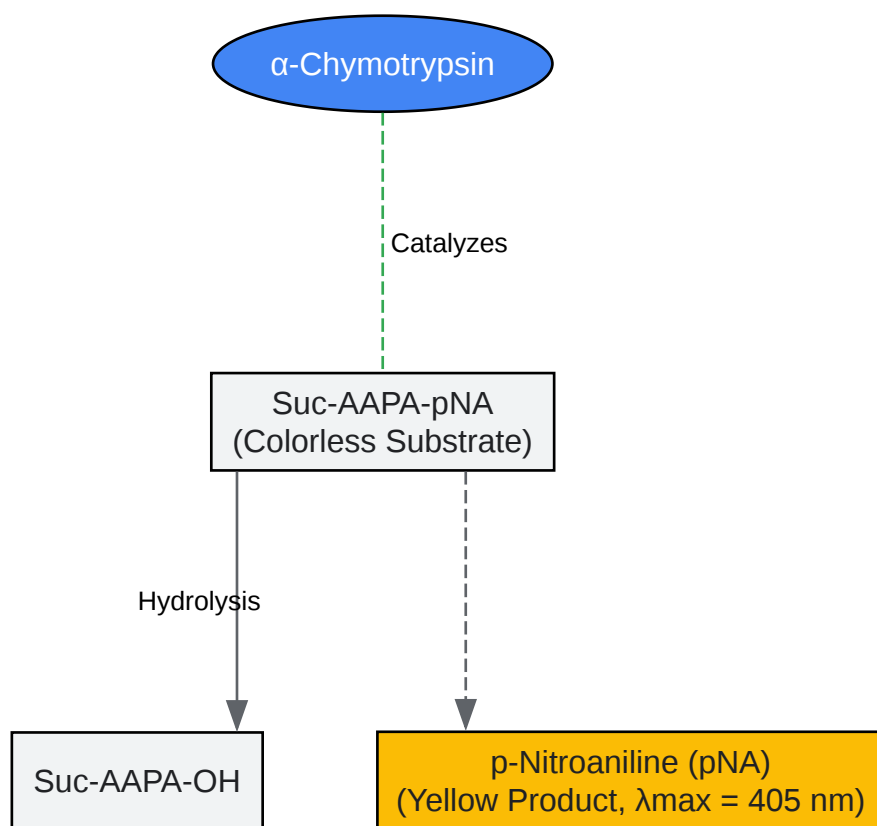 α-Chymotrypsin
Catalyzes
Suc-AAPA-pNA
(Colorless Substrate)
Hydrolysis
Suc-AAPA-OH
p-Nitroaniline (pNA)
(Yellow Product, λmax = 405 nm)